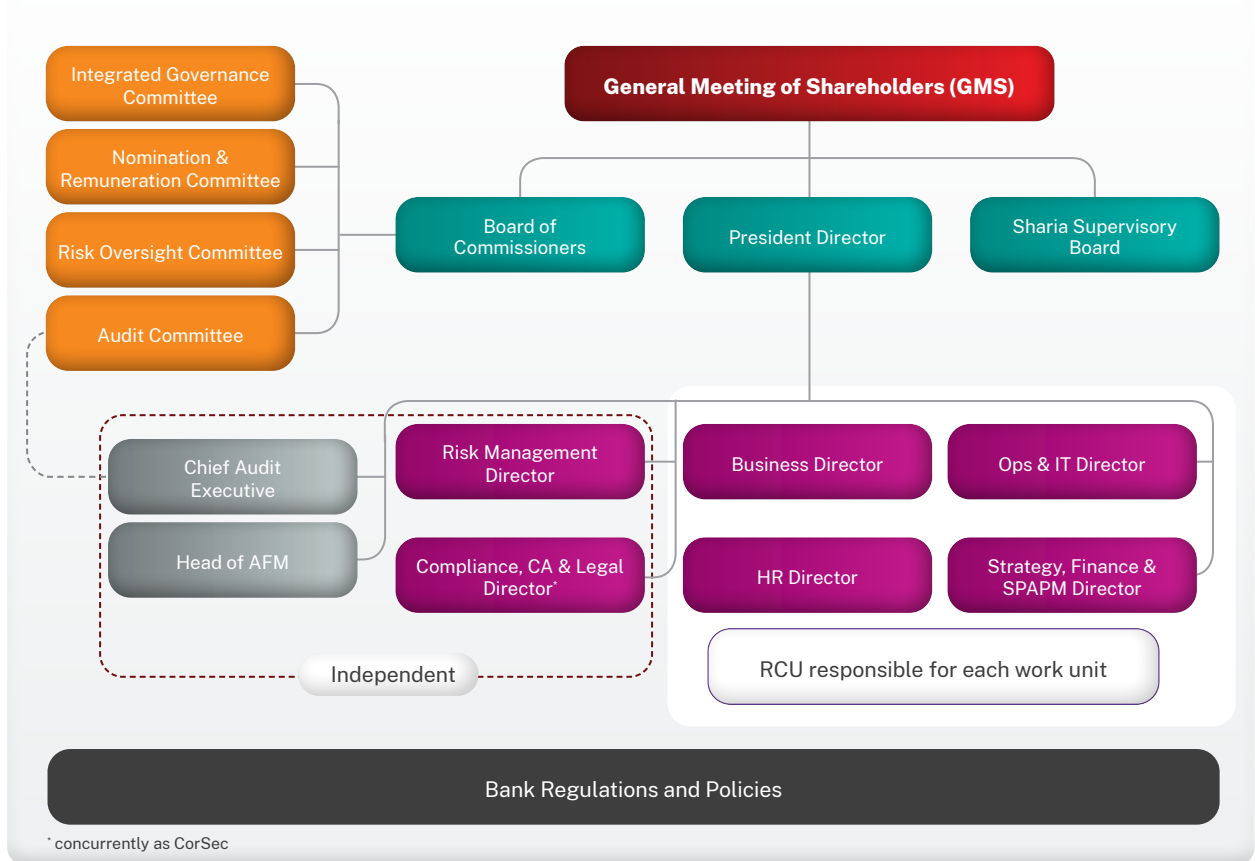 Integrated Governance
Committee
General Meeting of Shareholders (GMS)
Nomination &
Remuneration Committee
Risk Oversight Committee
Audit Committee
Board of
Commissioners
President Director
Sharia Supervisory
Board
Chief Audit
Executive
Head of AFM
Risk Management
Director
Compliance, CA & Legal
Director*
Independent
Business Director
Ops & IT Director
HR Director
Strategy, Finance &
SPAPM Director
RCU responsible for each work unit
Bank Regulations and Policies
* concurrently as CorSec